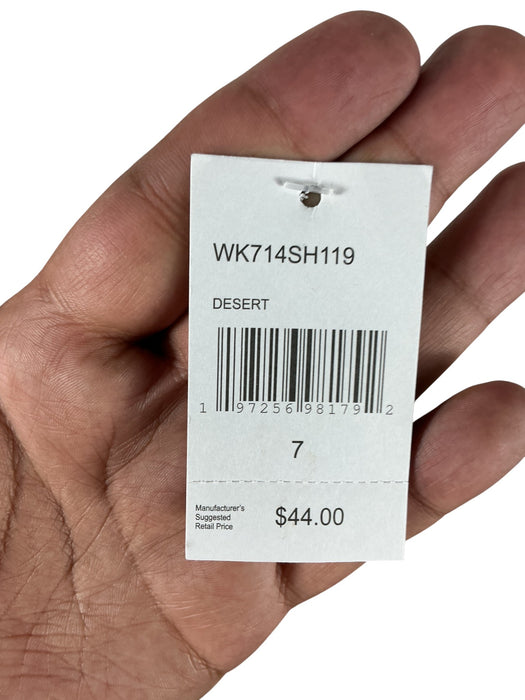 WK714SH119
DESERT
1 97256 98179 2
7
Manufacturer's
Suggested
Retail Price
$44.00